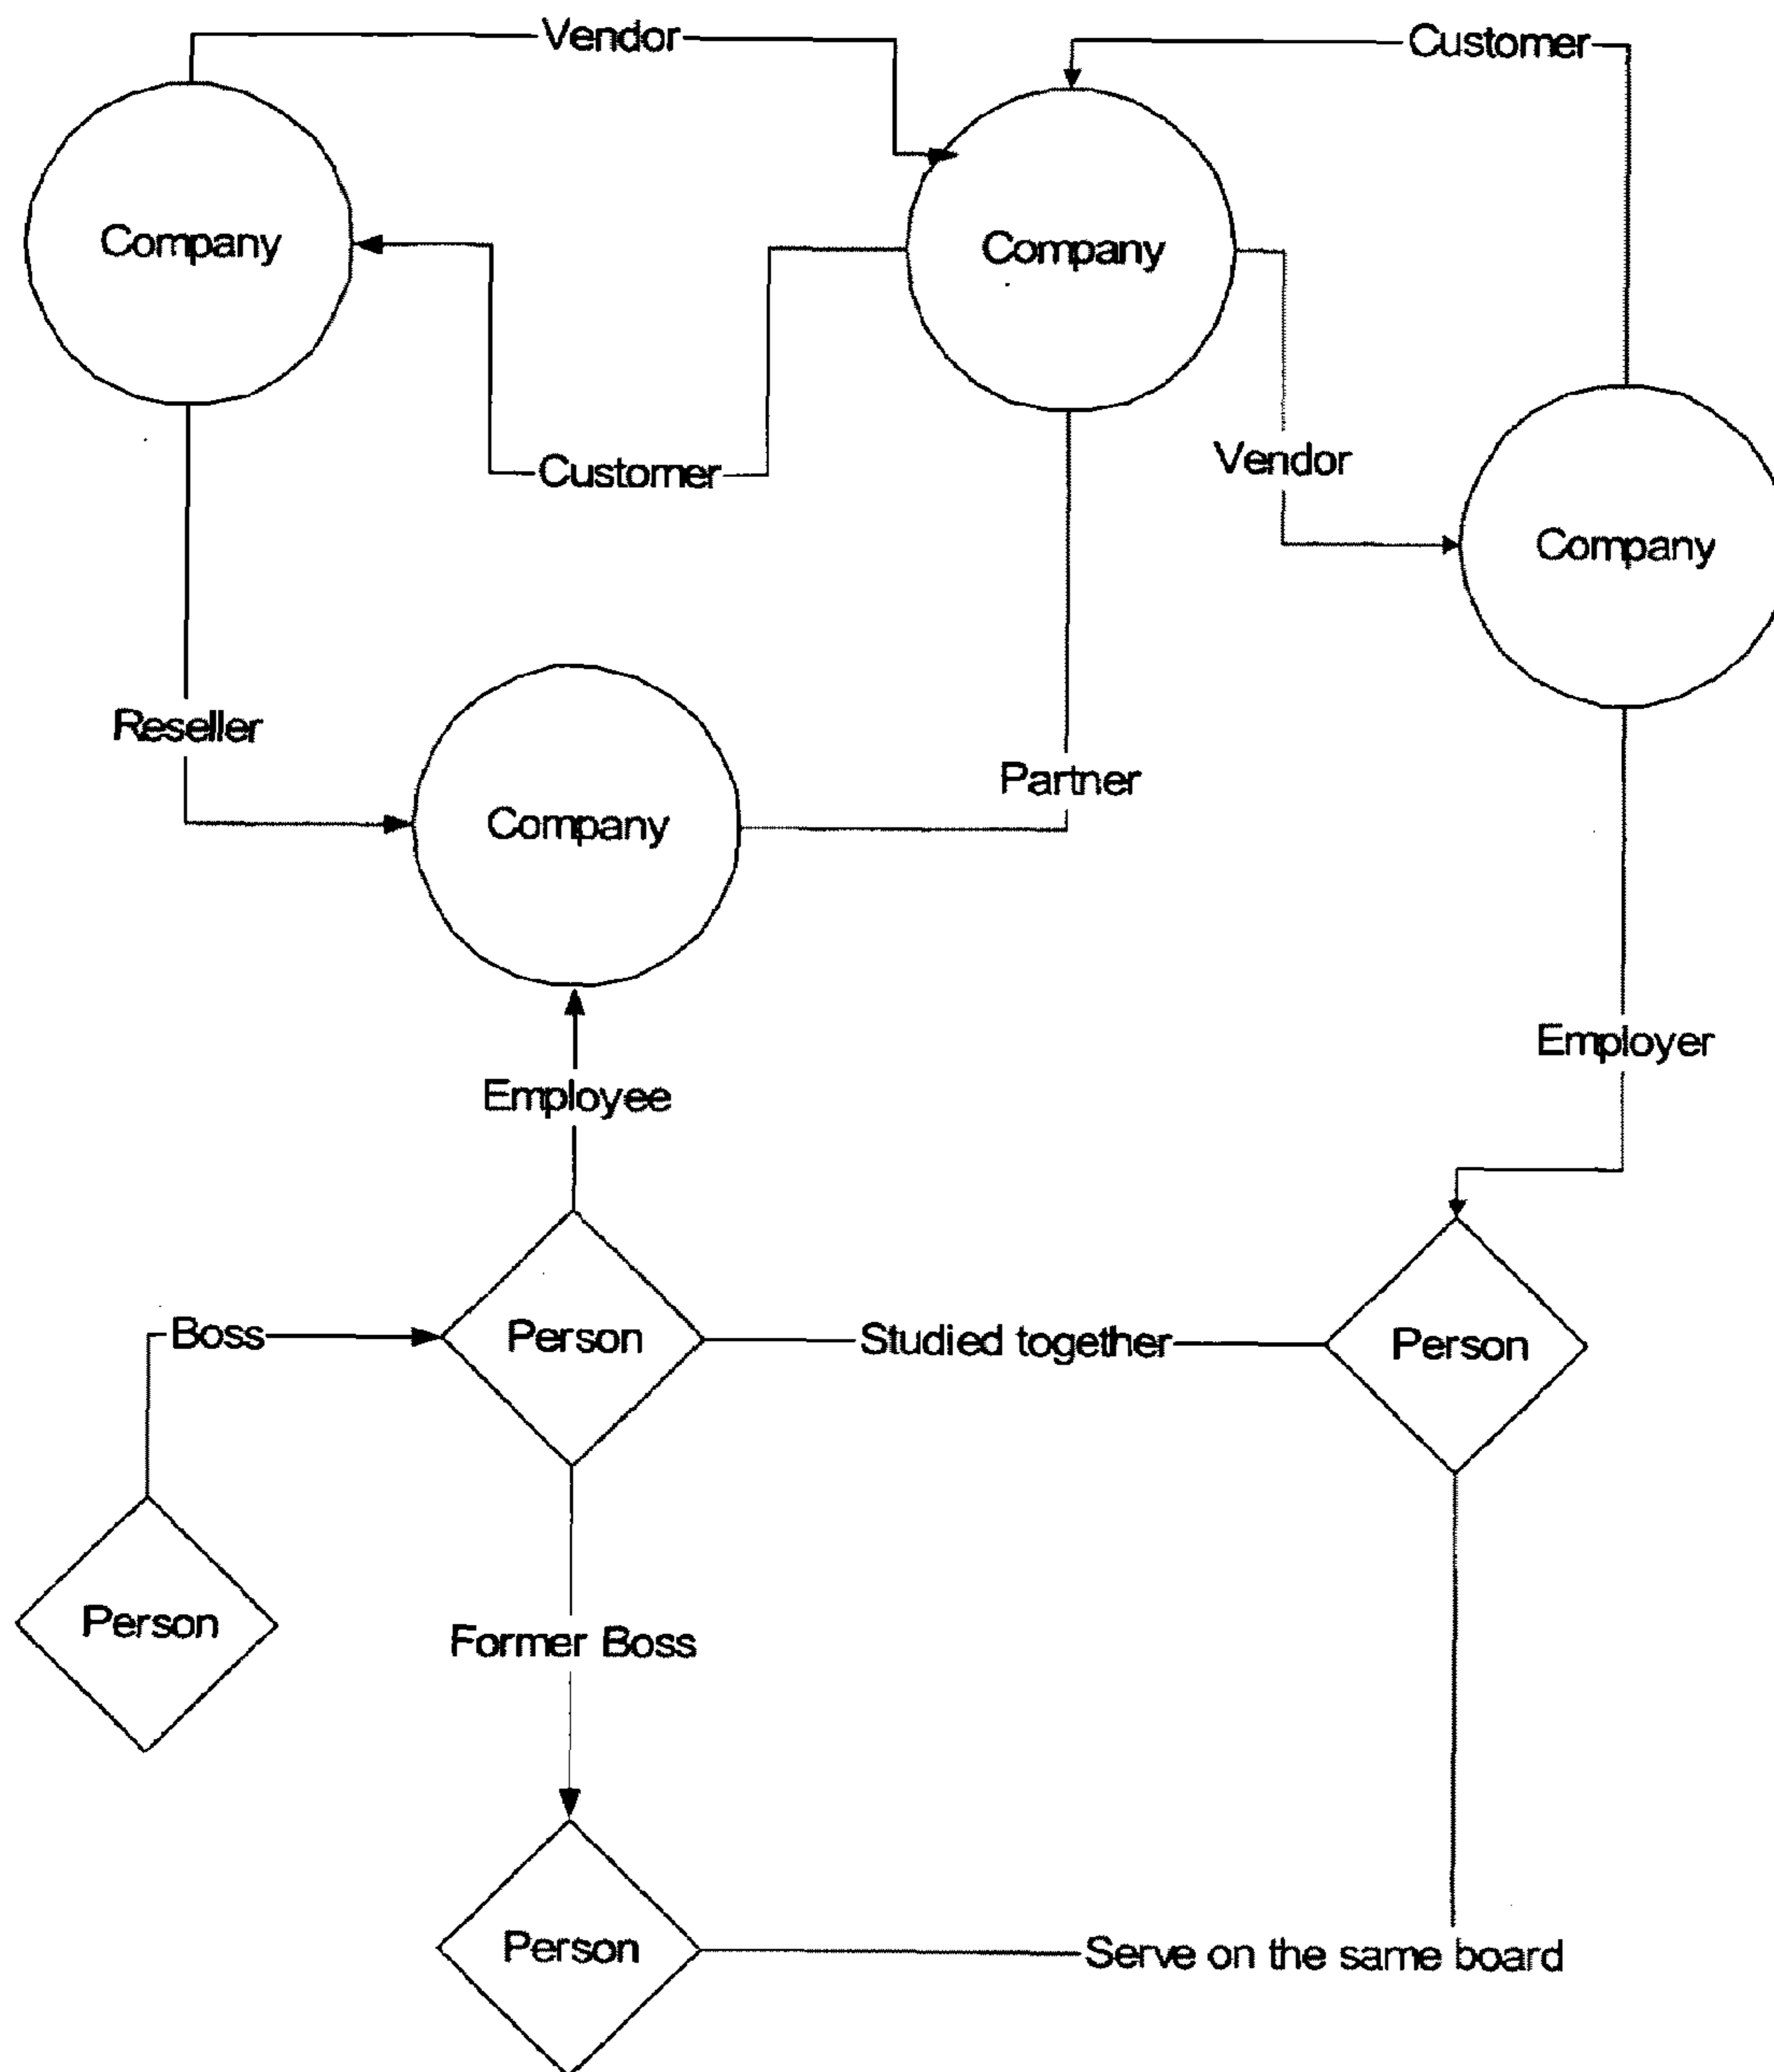 Vendor
Customer
Company
Company
Customer
Vendor
Company
Reseller
Partner
Company
Employer
Employee
Boss
Person
Studied together
Person
Person
Former Boss
Person
Serve on the same board